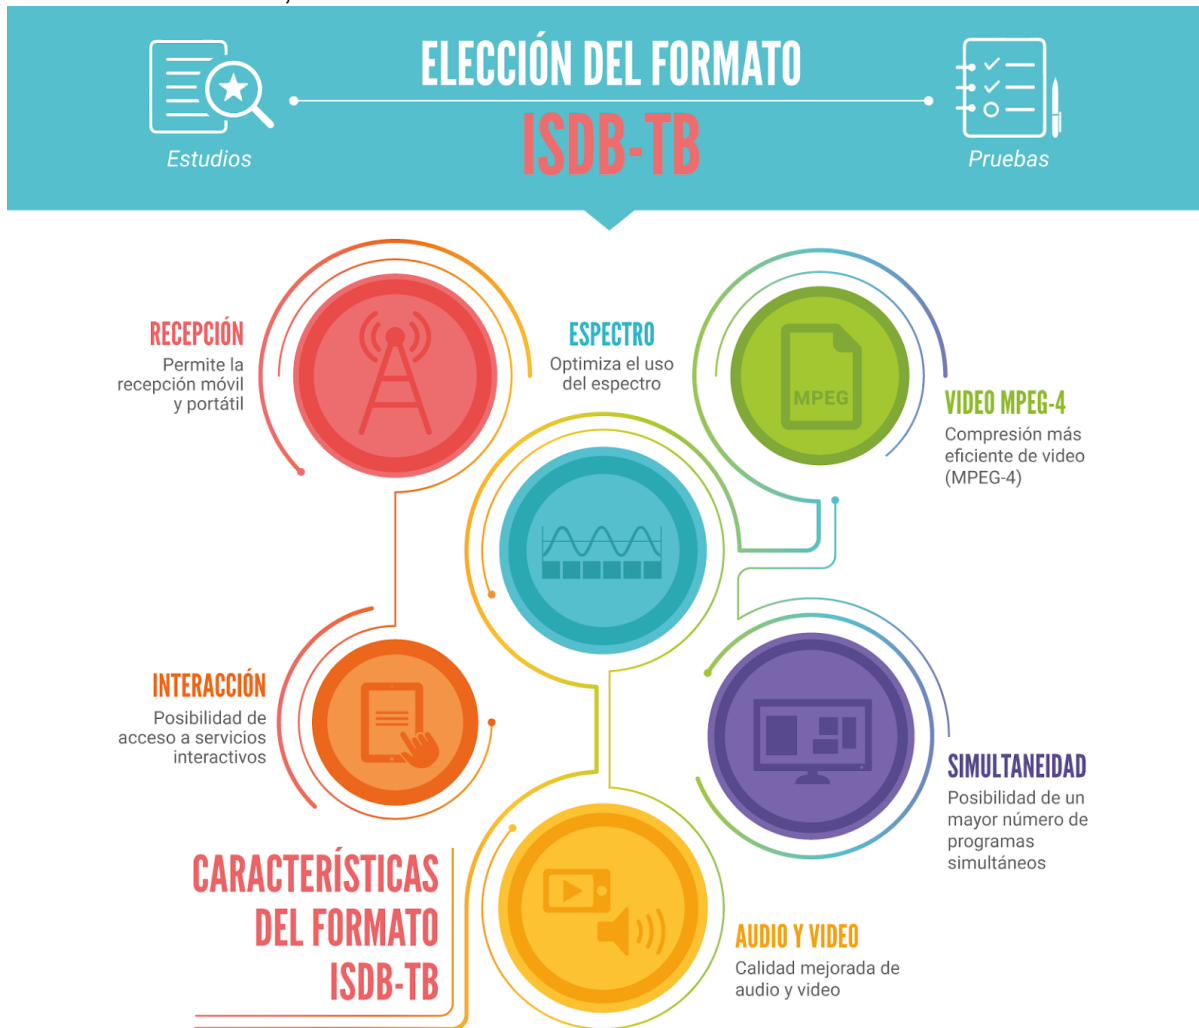 ELECCIÓN DEL FORMATO
ISDB-TB
Estudios
Pruebas
RECEPCIÓN
Permite la
recepción móvil
y portátil
ESPECTRO
Optimiza el uso
del espectro
MPEG
VIDEO MPEG-4
Compresión más
eficiente de video
(MPEG-4)
INTERACCIÓN
Posibilidad de
acceso a servicios
interactivos
SIMULTANEIDAD
Posibilidad de un
mayor número de
programas
simultáneos
CARACTERÍSTICAS
DEL FORMATO
ISDB-TB
AUDIO Y VIDEO
Calidad mejorada de
audio y video